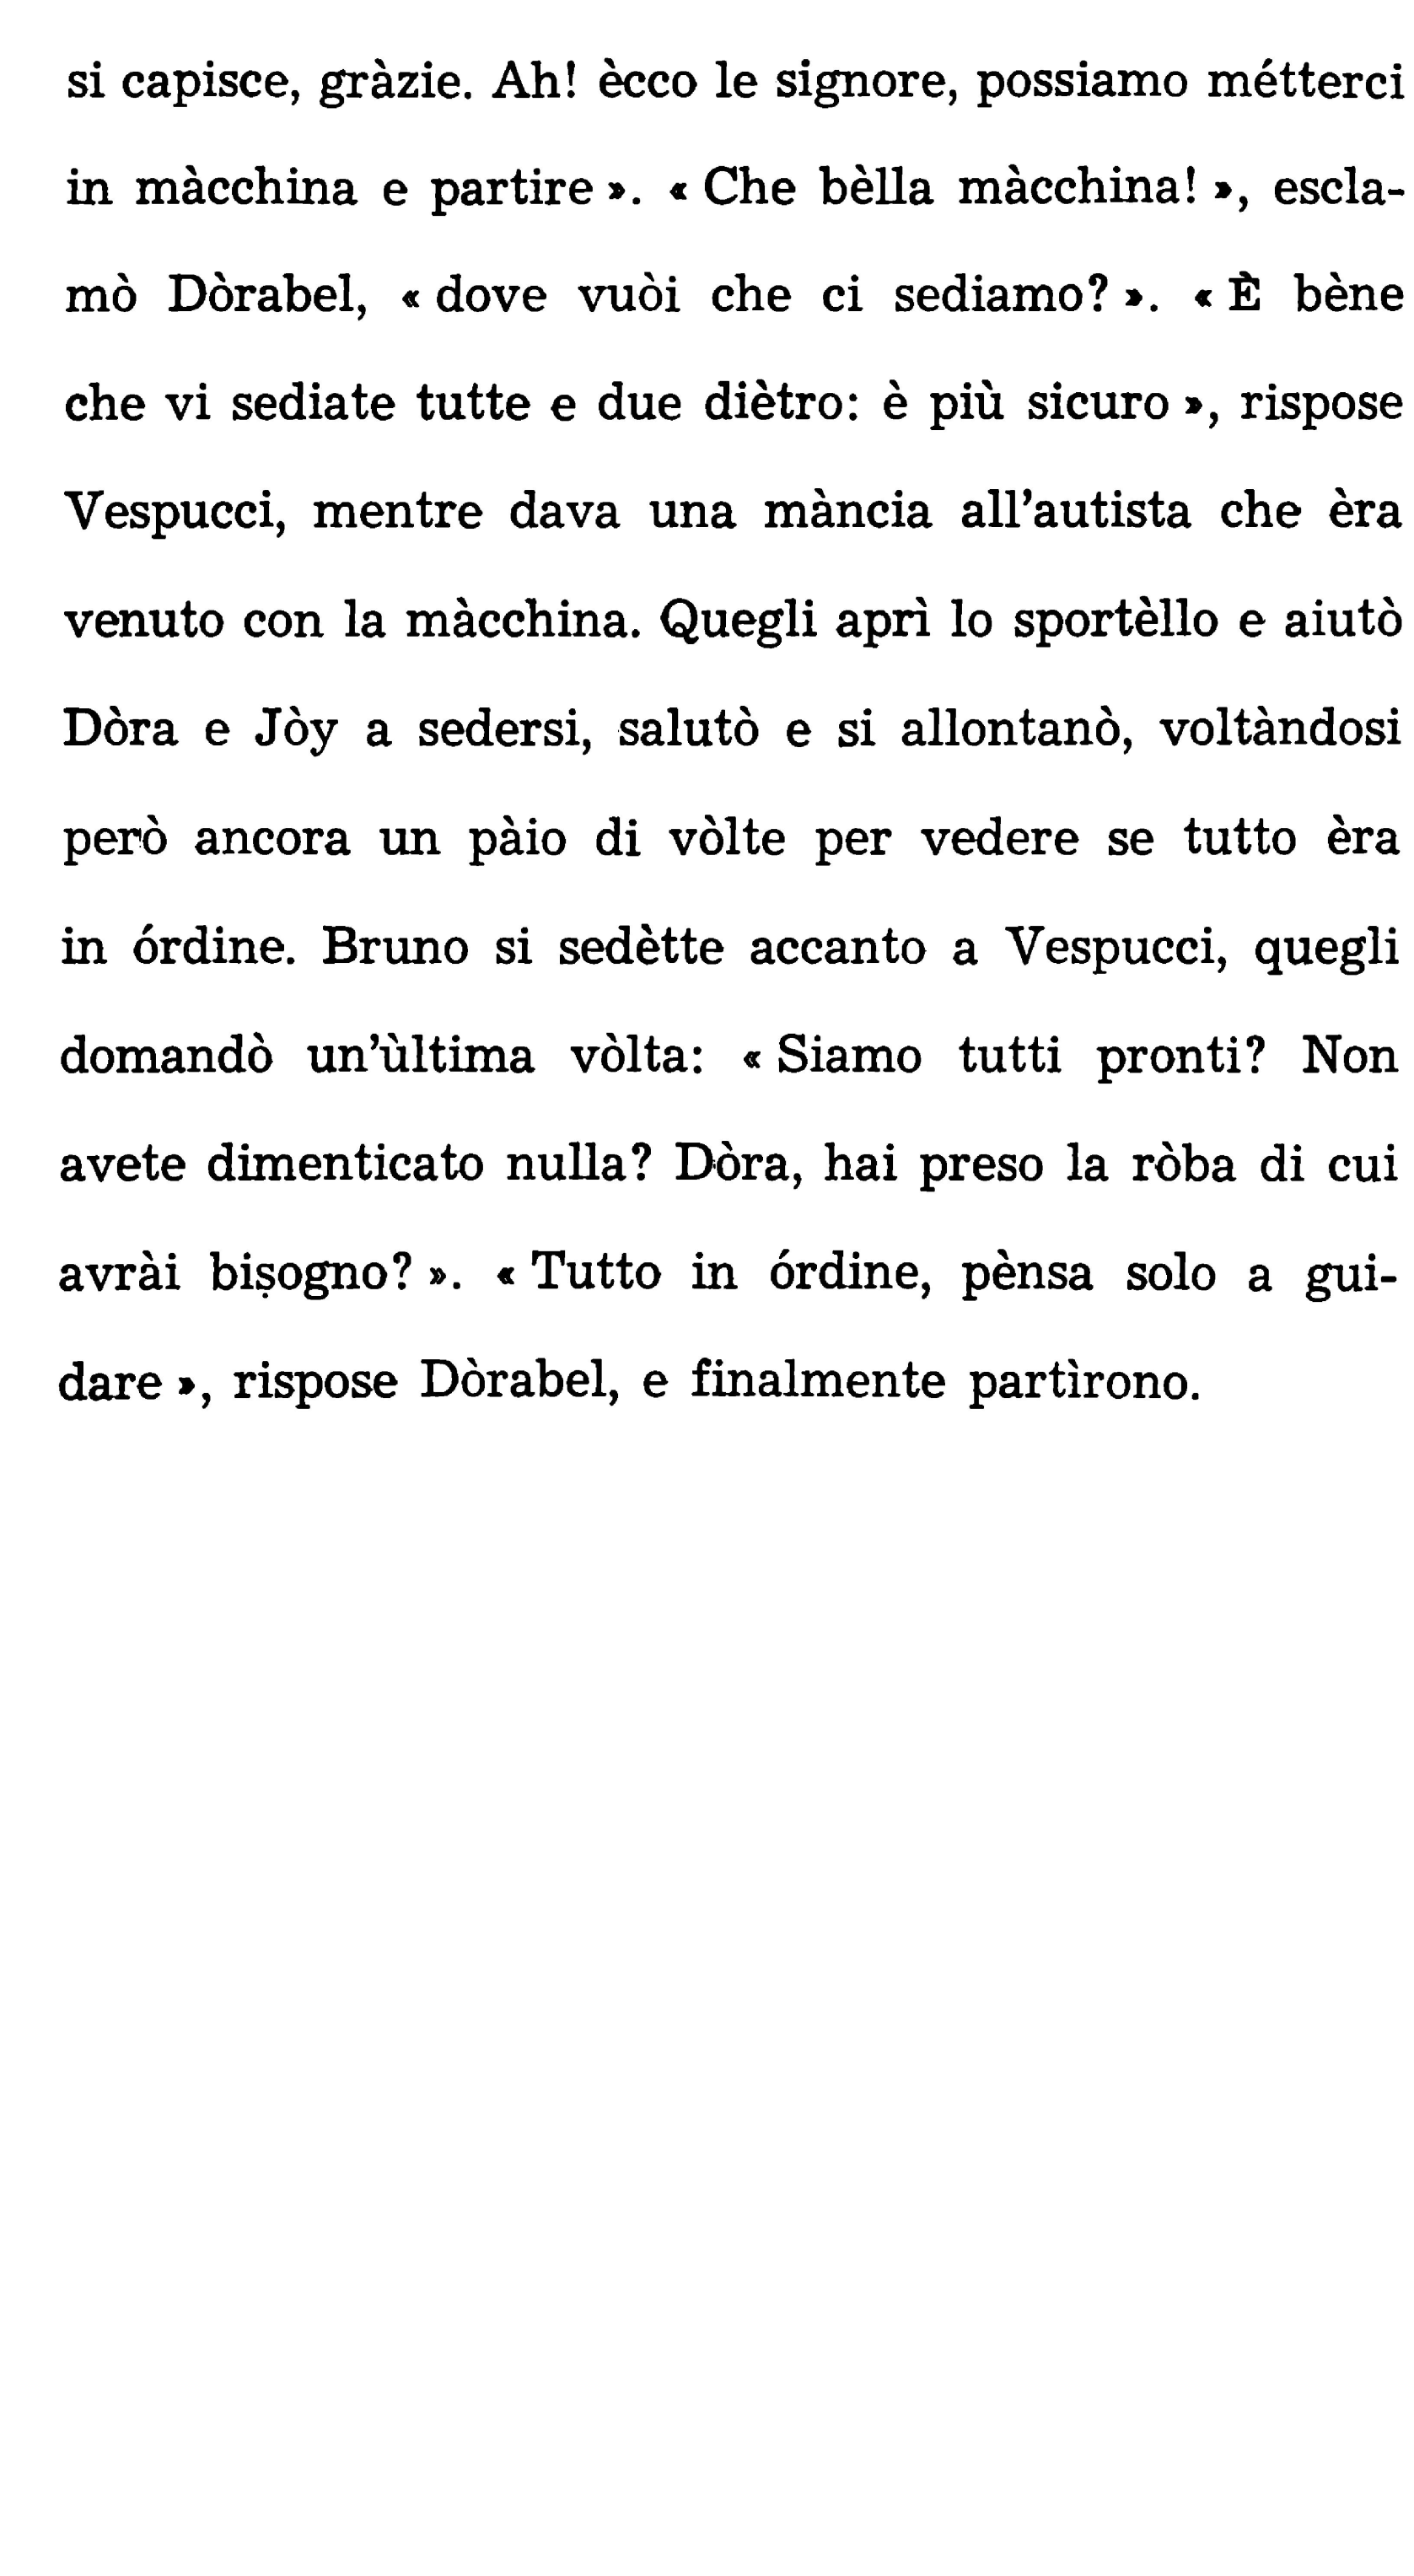 si capisce, gràzie. Ah! ècco le signore, possiamo métterci
in màcchina e partire ». « Che bèlla màcchina! », escla-
mò Dòrabel, « dove vuòi che ci sediamo? ». « È bène
che vi sediate tutte e due diètro: è più sicuro », rispose
Vespucci, mentre dava una mància all’autista che èra
venuto con la màcchina. Quegli aprì lo sportèllo e aiutò
Dòra e Jòy a sedersi, salutò e si allontanò, voltàndosi
però ancora un pàio di vòlte per vedere se tutto èra
in órdine. Bruno si sedètte accanto a Vespucci, quegli
domandò un’ùltima vòlta: « Siamo tutti pronti? Non
avete dimenticato nulla? Dòra, hai preso la ròba di cui
avrài biṣogno? ». « Tutto in órdine, pènsa solo a gui-
dare », rispose Dòrabel, e finalmente partìrono.